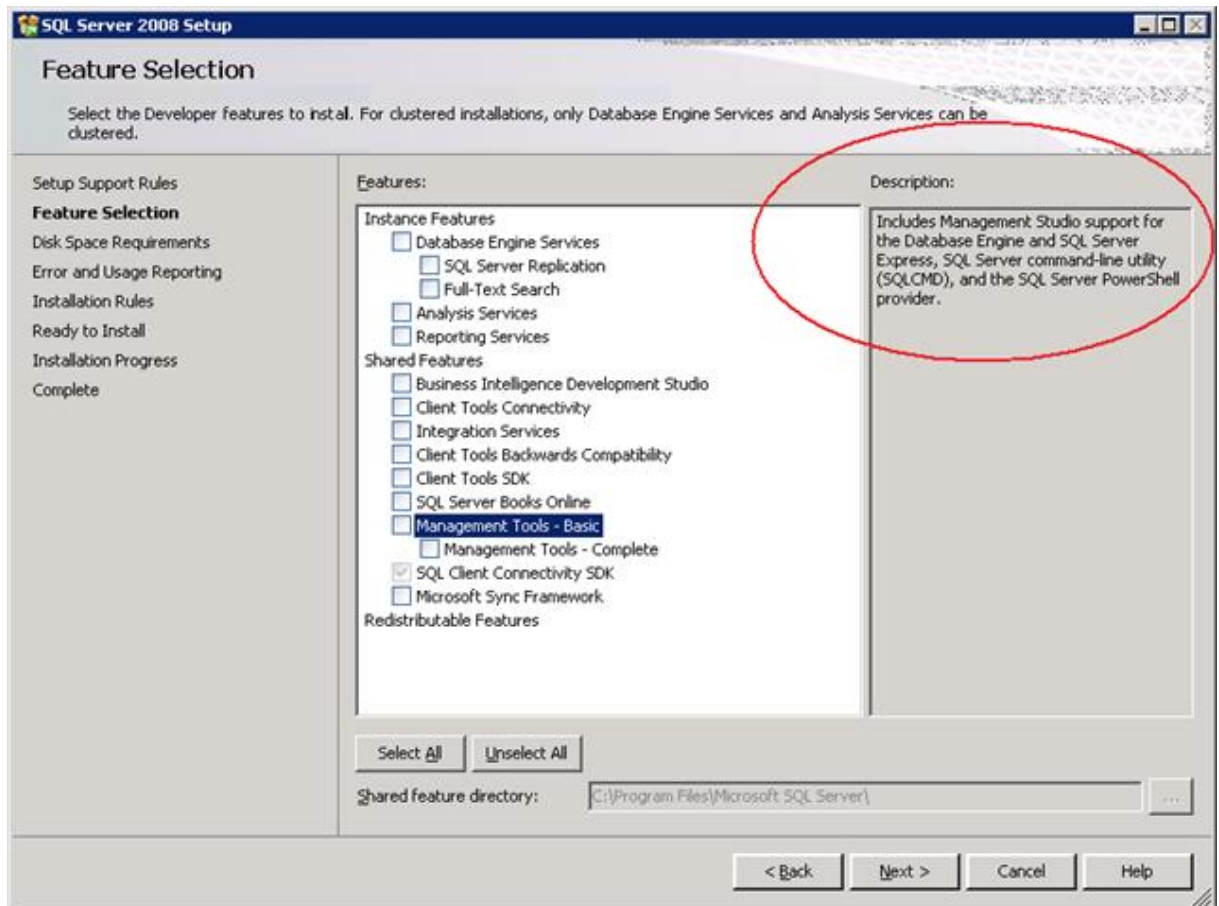 SQL Server 2008 Setup
Feature Selection
Select the Developer features to instal. For clustered installations, only Database Engine Services and Analysis Services can be
clustered.
Setup Support Rules
Feature Selection
Disk Space Requirements
Error and Usage Reporting
Installation Rules
Ready to Install
Installation Progress
Complete
Features:
Instance Features
Database Engine Services
SQL Server Replication
Full-Text Search
Analysis Services
Reporting Services
Shared Features
Business Intelligence Development Studio
Client Tools Connectivity
Integration Services
Client Tools Backwards Compatibility
Client Tools SDK
SQL Server Books Online
Management Tools - Basic
Management Tools - Complete
SQL Client Connectivity SDK
Microsoft Sync Framework
Redistributable Features
Description:
Includes Management Studio support for
the Database Engine and SQL Server
Express, SQL Server command-line utility
(SQLCMD), and the SQL Server PowerShell
provider.
Select All
Unselect All
Shared feature directory:
C:\Program Files\Microsoft SQL Server\
...
< Back
Next >
Cancel
Help